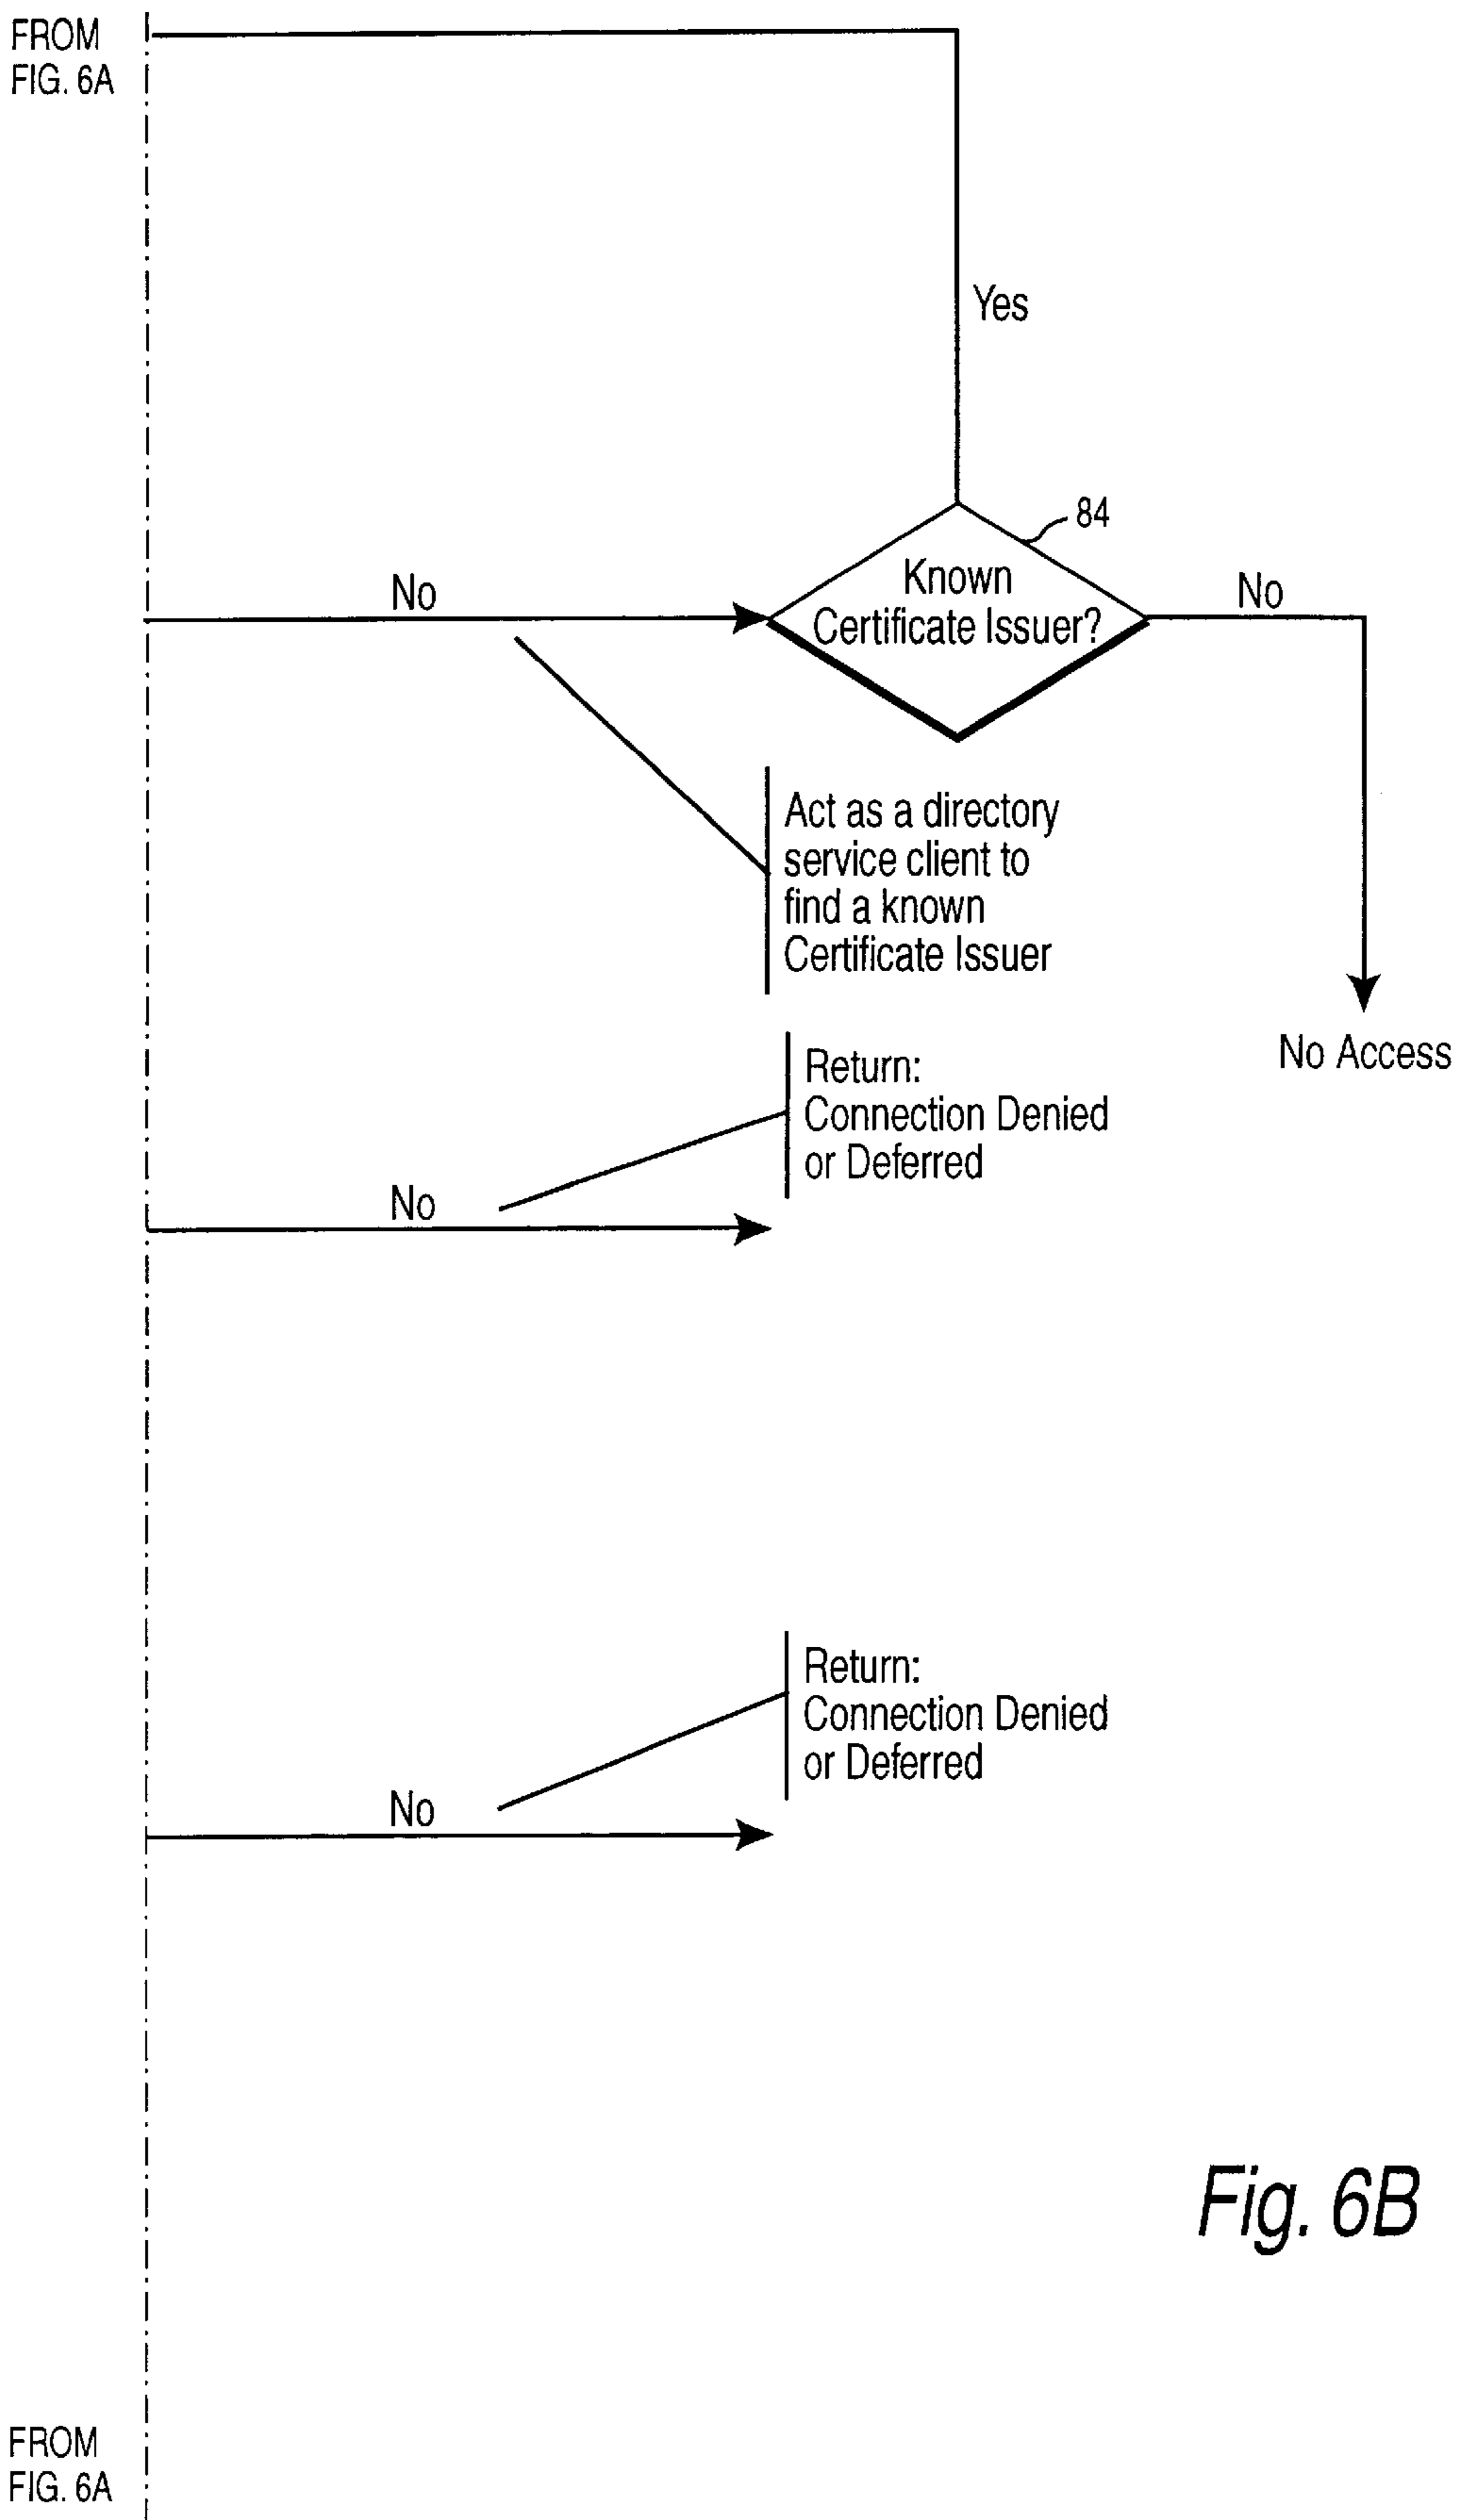 FROM
FIG. 6A
Yes
84
Known
Certificate Issuer?
No
No
Act as a directory
service client to
find a known
Certificate Issuer
No Access
Return:
Connection Denied
or Deferred
No
Return:
Connection Denied
or Deferred
No
Fig. 6B
FROM
FIG. 6A